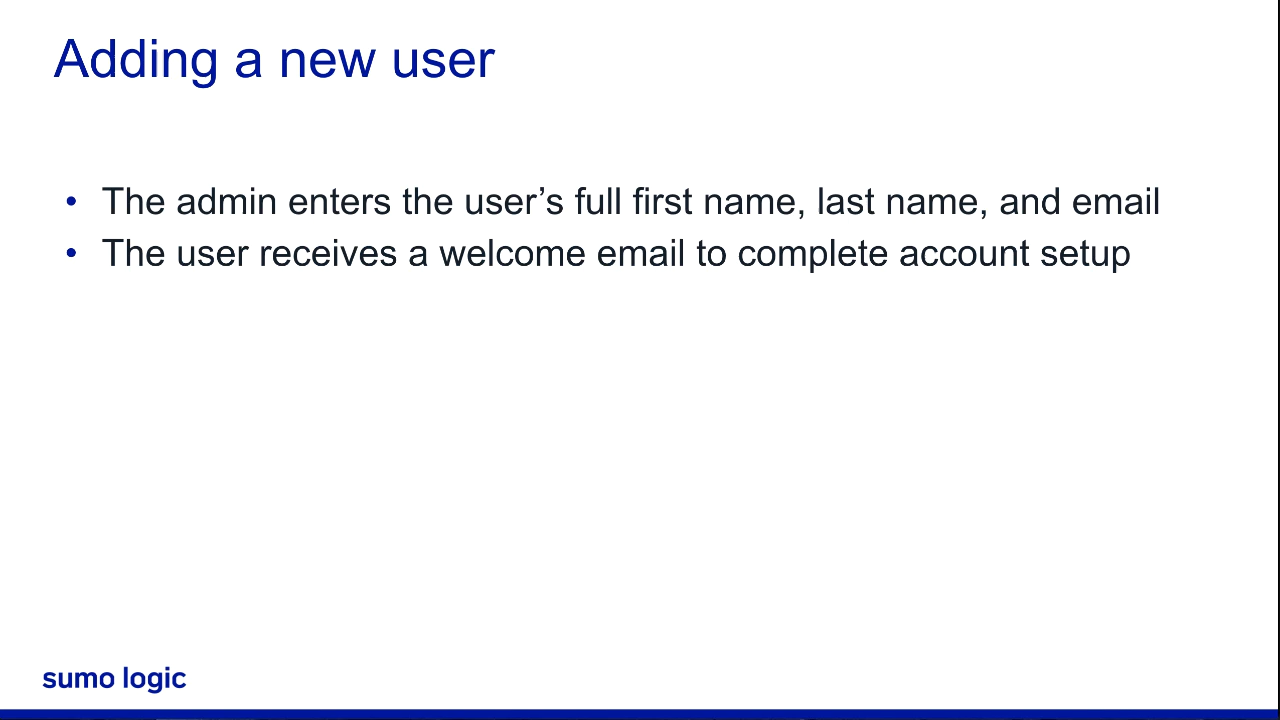 Adding a new user
• The admin enters the user’s full first name, last name, and email
• The user receives a welcome email to complete account setup
sumo logic